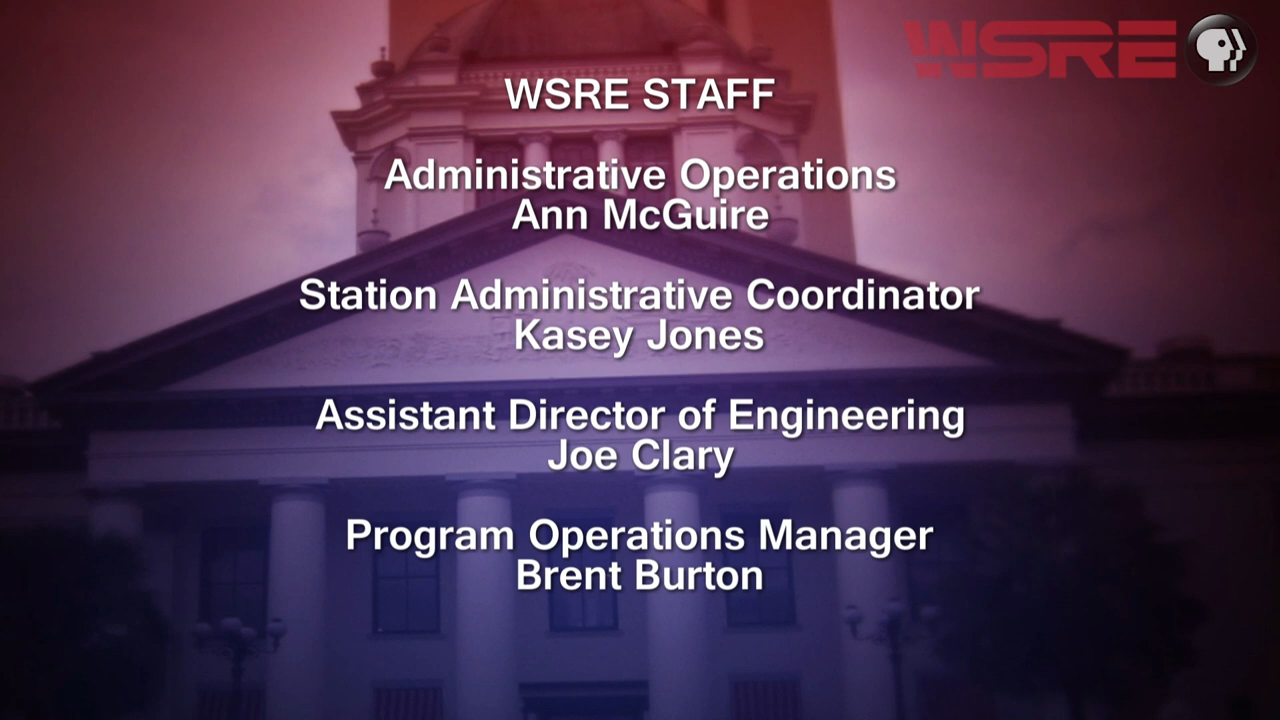 WSRE
WSRE STAFF
Administrative Operations
Ann McGuire
Station Administrative Coordinator
Kasey Jones
Assistant Director of Engineering
Joe Clary
Program Operations Manager
Brent Burton